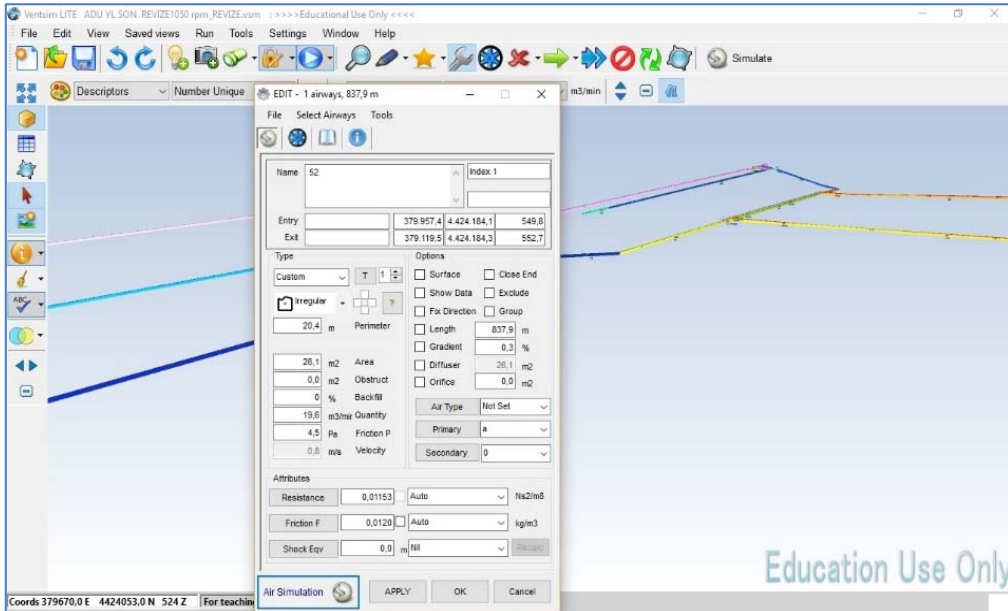 Ventsim LITE ADU YL SON REVİZE1050 rpm_REVİZE.vsm :>>>>Educational Use Only <<<<
File Edit View Saved views Run Tools Settings Window Help
Simulate
Descriptors Number Unique m3/min
EDIT - 1 airways, 837,9 m
File Select Airways Tools
Name 52 Index 1
Entry 379.957,4 4.424.184,1 549,8
Exit 379.119,5 4.424.184,3 552,7
Type Options
Custom T 1 Surface Close End
Show Data Exclude
Irregular ? Fix Direction Group
20,4 m Perimeter Length 837,9 m
Gradient 0,3 %
26,1 m2 Area Diffuser 26,1 m2
0,0 m2 Obstruct Orifice 0,0 m2
0 % Backfill
19,6 m3/mir Quantity Air Type Not Set
4,5 Pa Friction P Primary a
0,8 m/s Velocity Secondary 0
Attributes
Resistance 0,01153 Auto Ns2/m8
Friction F 0,0120 Auto kg/m3
Shock Eqv 0,0 m Nil
Air Simulation APPLY OK Cancel
ABC
Education Use Only
Coords 379670,0 E 4424053,0 N 524 Z For teachin